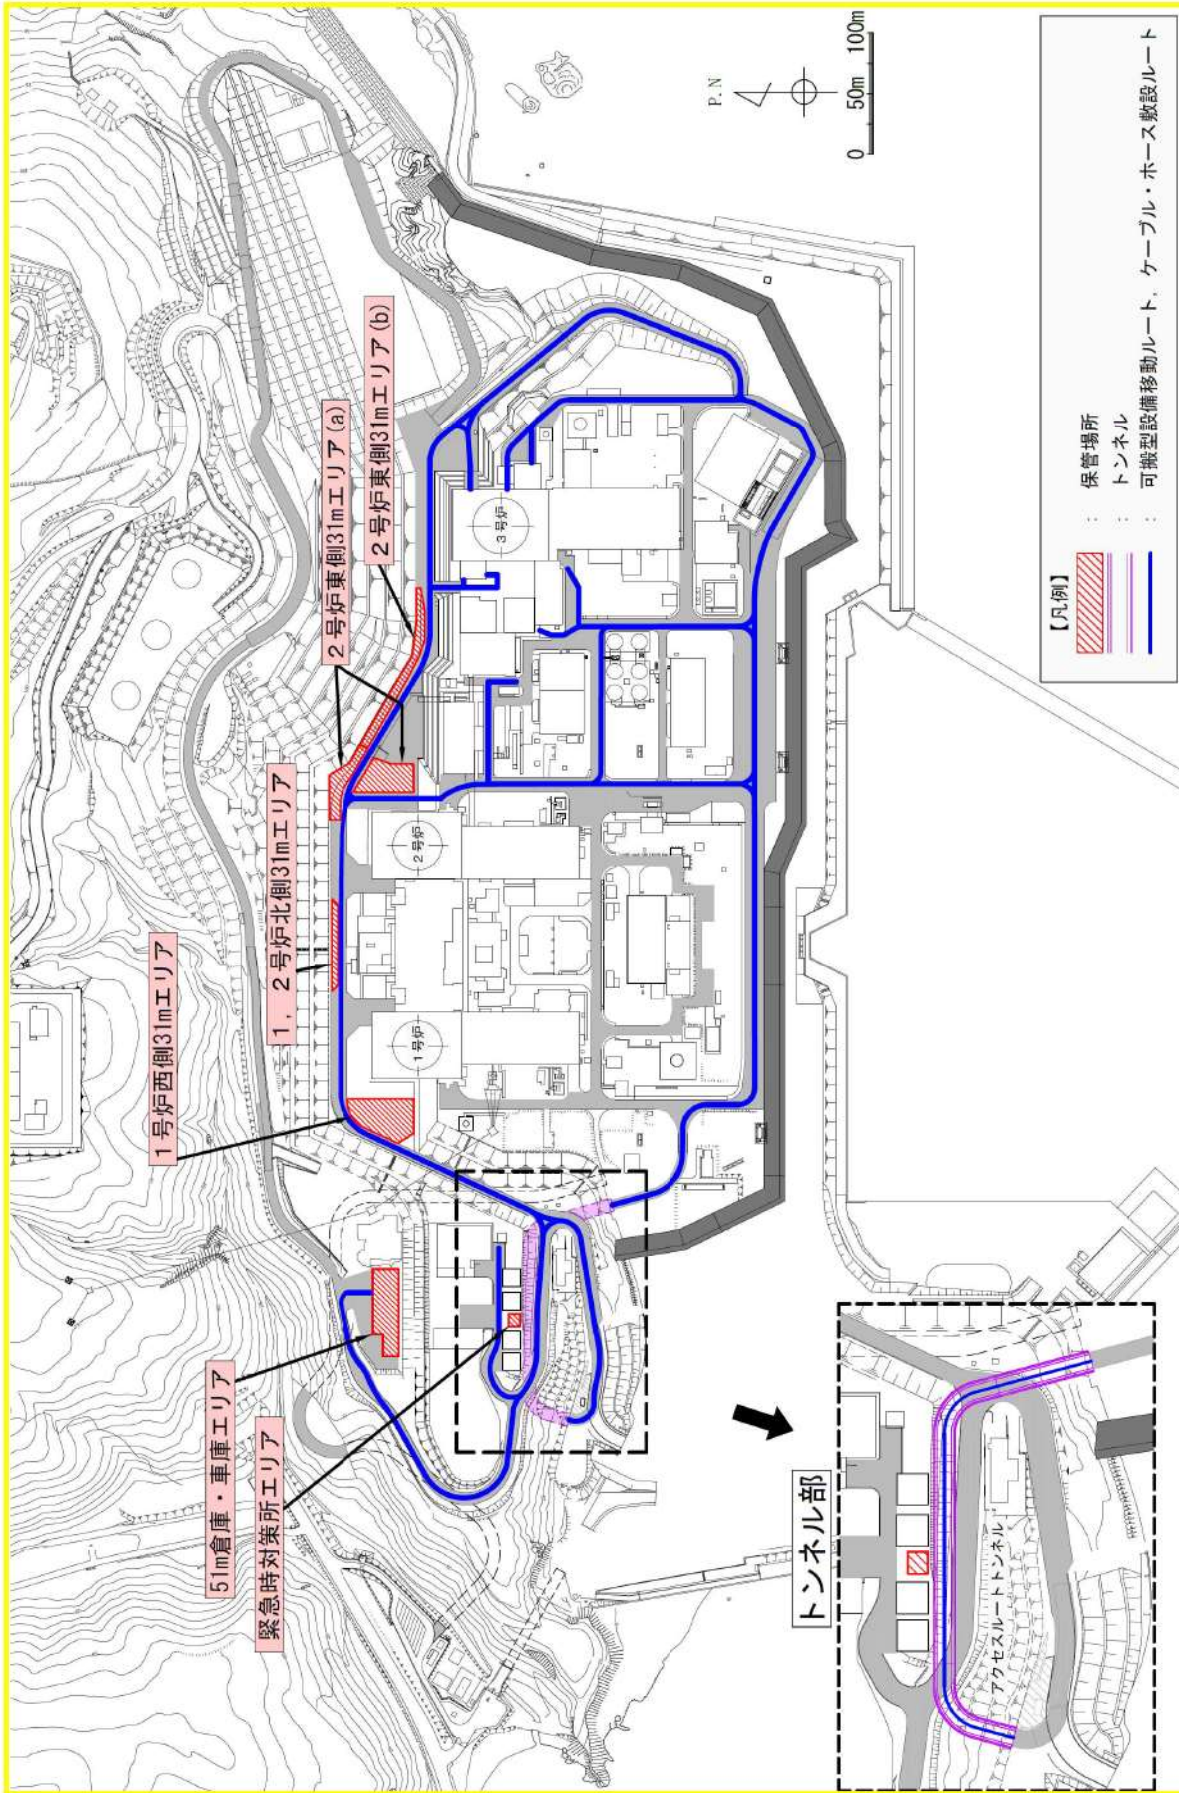 51m倉庫・車庫エリア
緊急時対策所エリア
1号炉西側31mエリア
1，2号炉北側31mエリア
2号炉東側31mエリア(a)
2号炉東側31mエリア(b)
1号炉
2号炉
3号炉
P.N
0 50m 100m
トンネル部
アクセスルートトンネル
【凡例】
： 保管場所
： トンネル
： 可搬型設備移動ルート，ケーブル・ホース敷設ルート